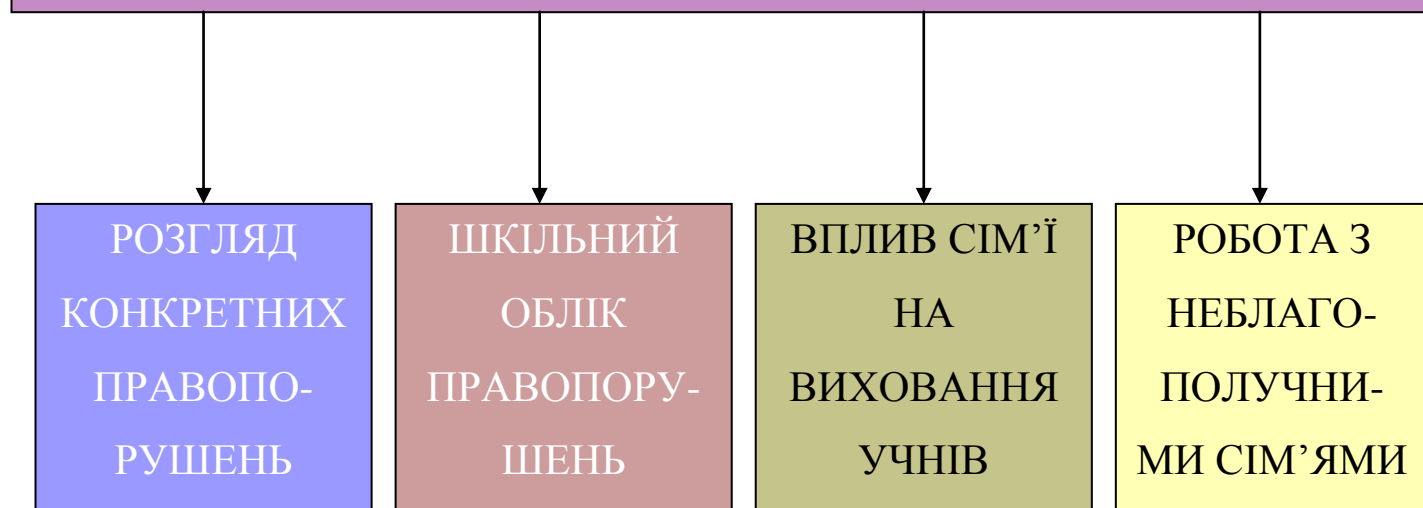 РОЗГЛЯД
КОНКРЕТНИХ
ПРАВОПО-
РУШЕНЬ
ШКІЛЬНИЙ
ОБЛІК
ПРАВОПОРУ-
ШЕНЬ
ВПЛИВ СІМ’Ї
НА
ВИХОВАННЯ
УЧНІВ
РОБОТА З
НЕБЛАГО-
ПОЛУЧНИ-
МИ СІМ’ЯМИ